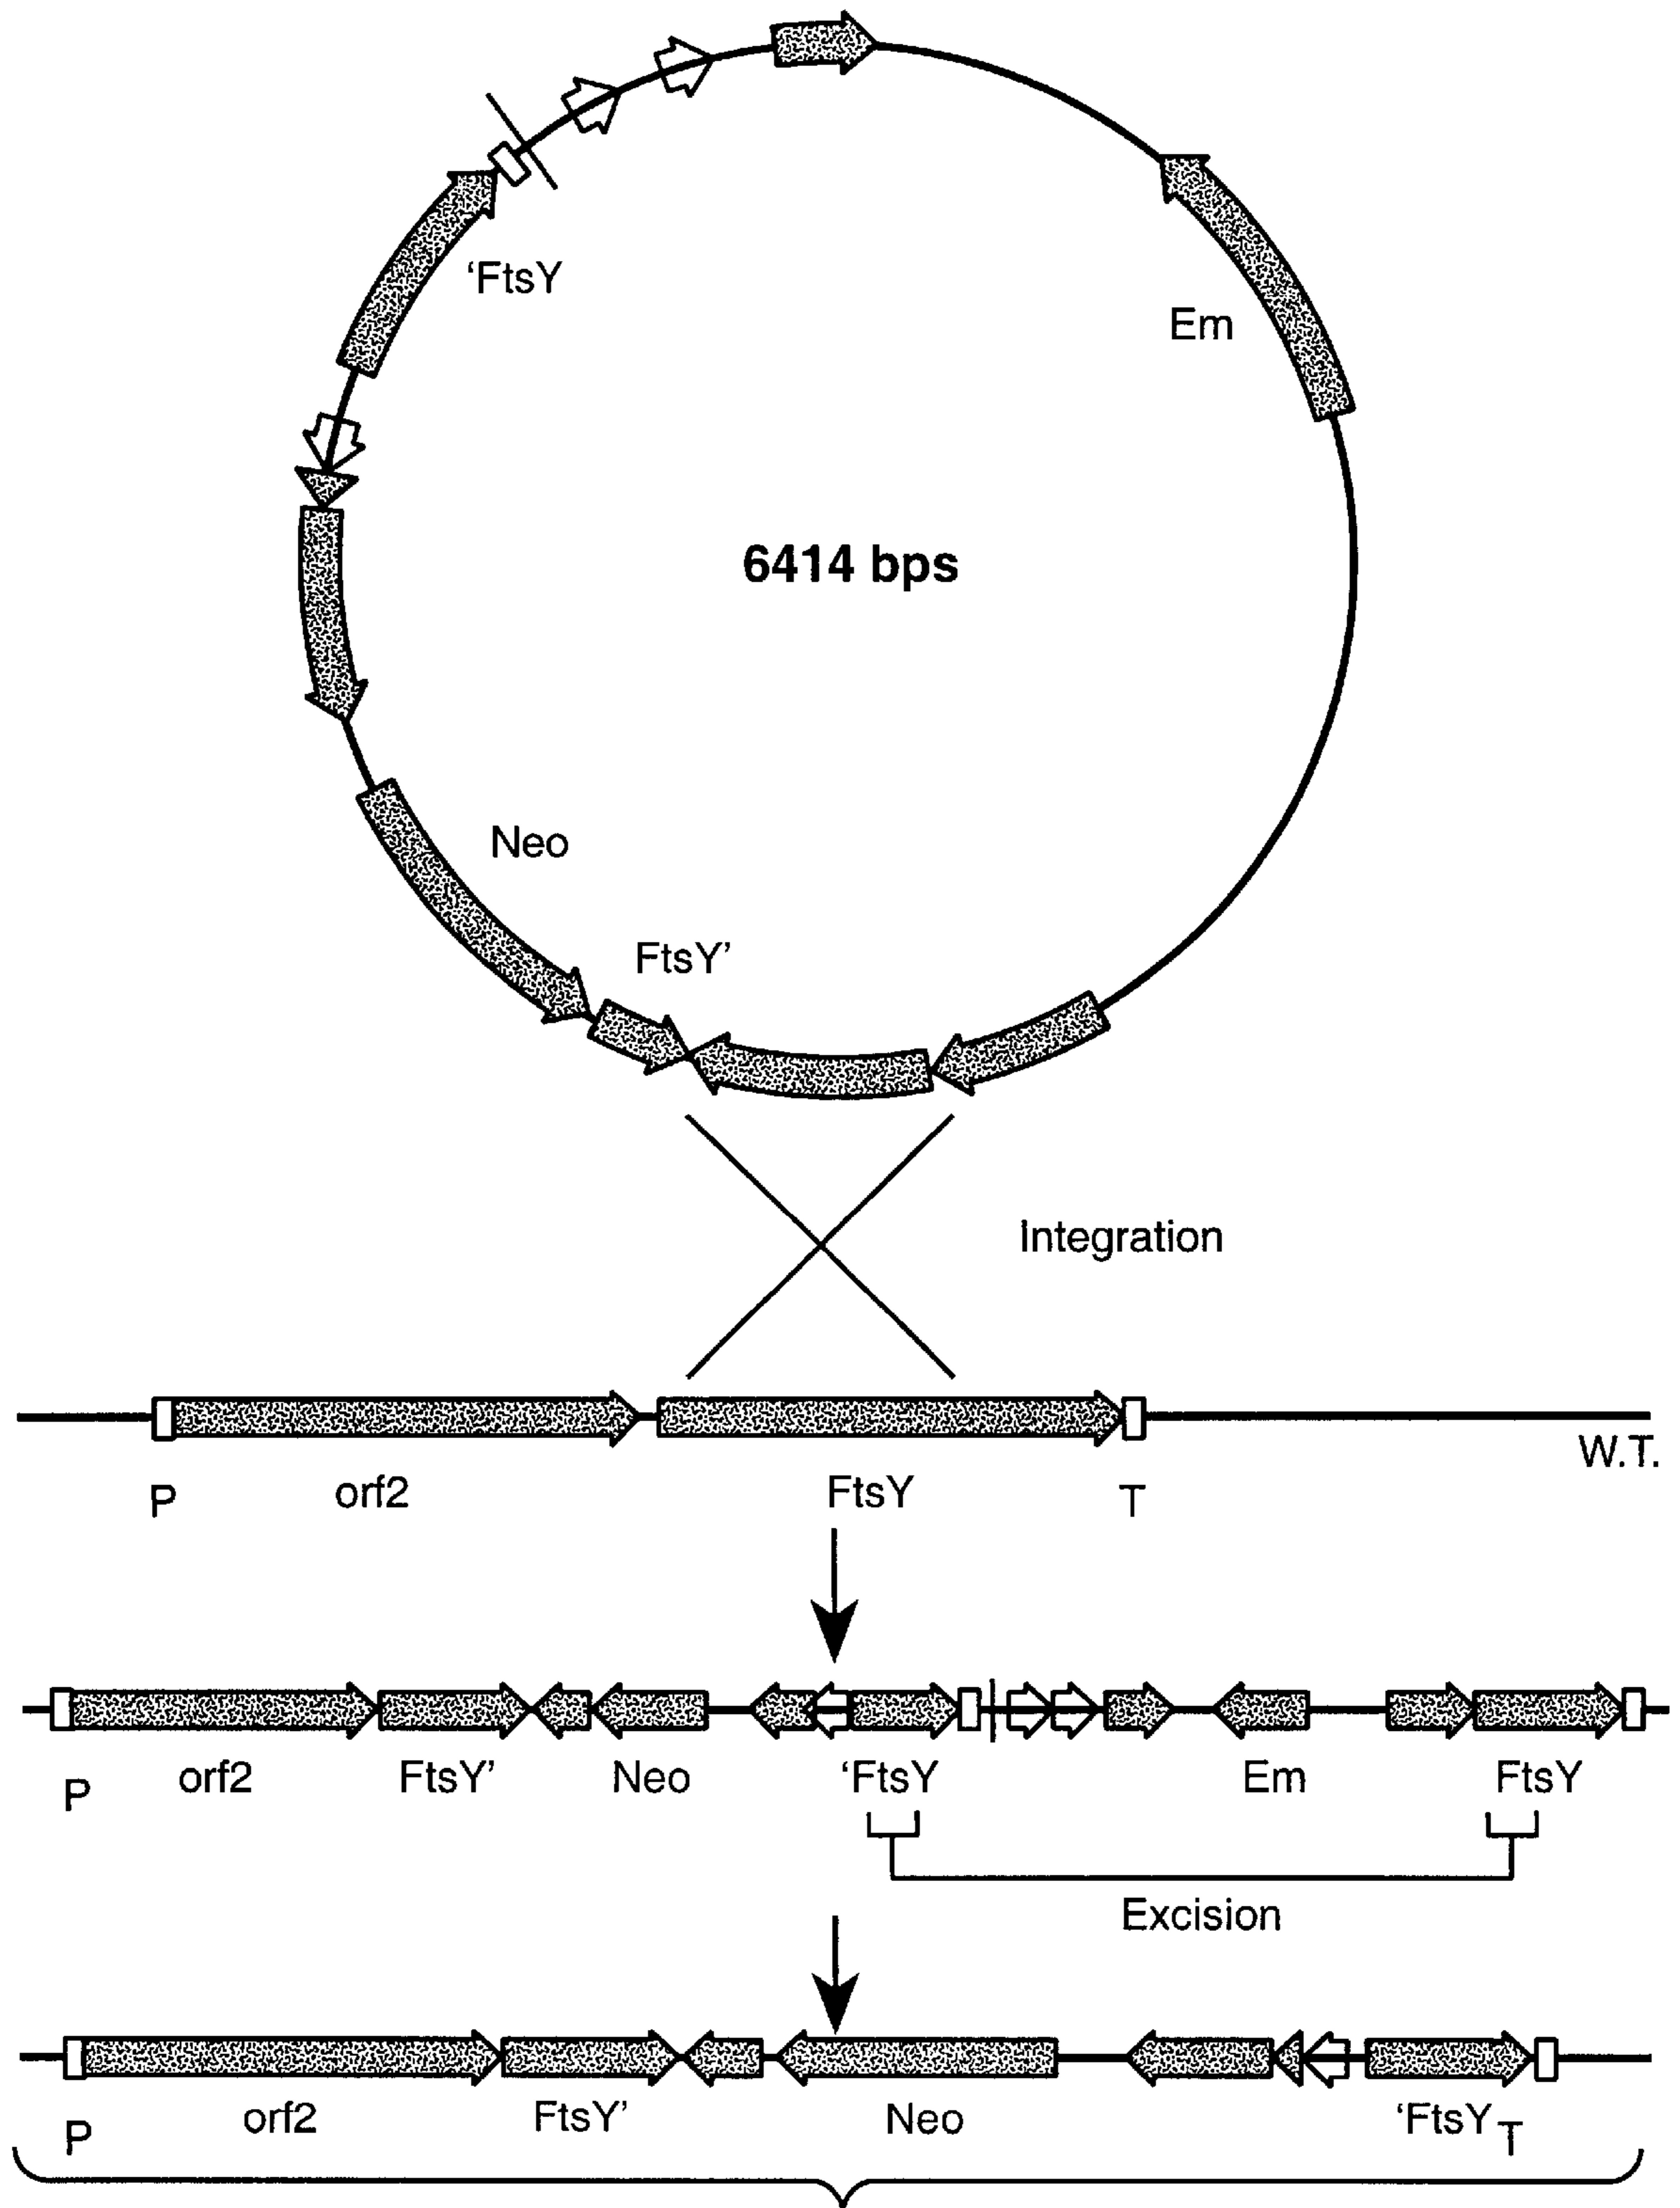 ‘FtsY
Em
6414 bps
Neo
FtsY’
Integration
W.T.
P orf2 FtsY T
P orf2 FtsY’ Neo ‘FtsY Em FtsY
Excision
P orf2 FtsY’ Neo ‘FtsY T